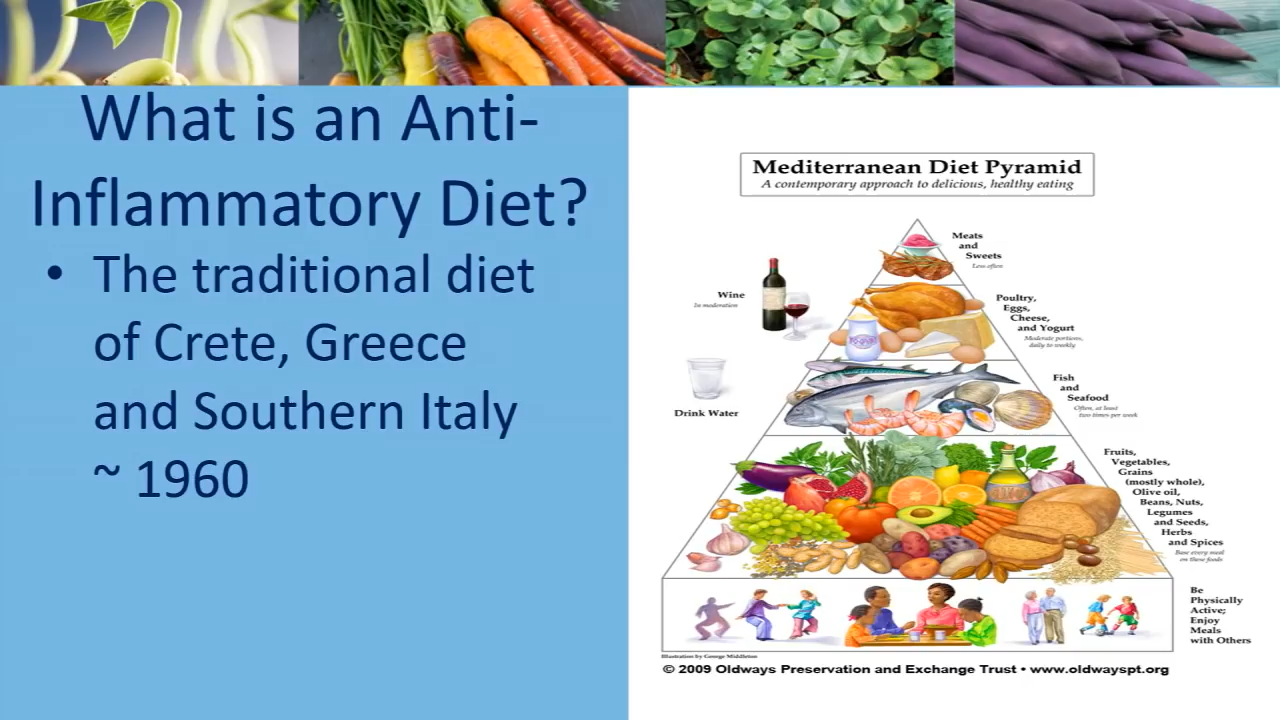 What is an Anti-
Inflammatory Diet?
• The traditional diet
of Crete, Greece
and Southern Italy
~ 1960
Mediterranean Diet Pyramid
A contemporary approach to delicious, healthy eating
Meats
and
Sweets
Less often
Wine
In moderation
Poultry,
Eggs,
Cheese,
and Yogurt
Moderate portions,
daily to weekly
Fish
and
Seafood
Often, at least
two times per week
Drink Water
Fruits,
Vegetables,
Grains
(mostly whole),
Olive oil,
Beans, Nuts,
Legumes
and Seeds,
Herbs
and Spices
Base every meal
on these foods
Be
Physically
Active;
Enjoy
Meals
with Others
Illustration by George Middleton
© 2009 Oldways Preservation and Exchange Trust • www.oldwayspt.org